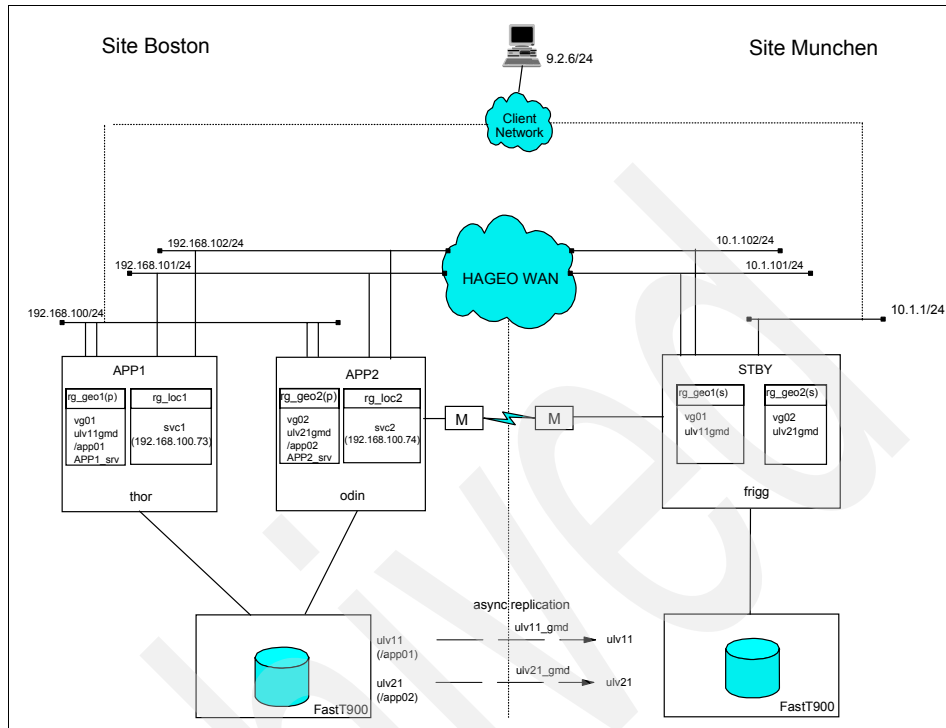 Site Boston
Site Munchen
9.2.6/24
Client
Network
192.168.102/24
10.1.102/24
192.168.101/24
10.1.101/24
HAGEO WAN
192.168.100/24
10.1.1/24
APP1
rg_geo1(p)
vg01
ulv11gmd
/app01
APP1_srv
rg_loc1
svc1
(192.168.100.73)
thor
APP2
rg_geo2(p)
vg02
ulv21gmd
/app02
APP2_srv
rg_loc2
svc2
(192.168.100.74)
odin
M
M
STBY
rg_geo1(s)
vg01
ulv11gmd
rg_geo2(s)
vg02
ulv21gmd
frigg
async replication
ulv11
(/app01)
ulv11_gmd
ulv11
ulv21
(/app02)
ulv21_gmd
ulv21
FastT900
FastT900
hived